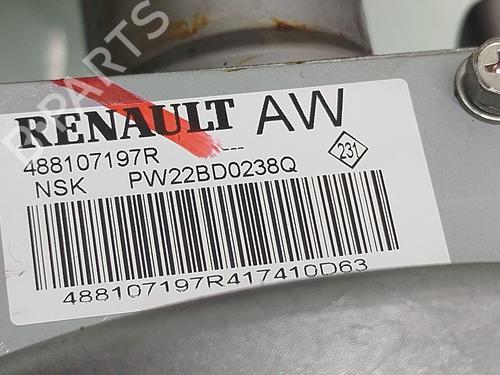 RENAULT AW
488107197R ---
231
NSK PW22BD0238Q
488107197R417410D63
B-PARTS